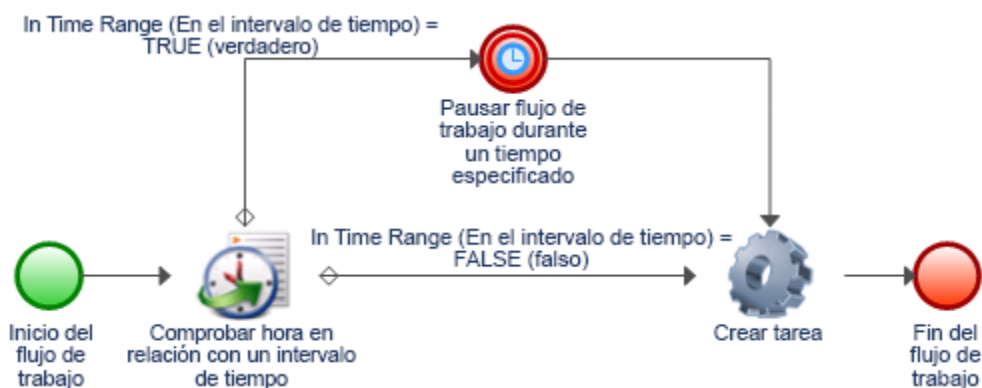 In Time Range (En el intervalo de tiempo) =
TRUE (verdadero)
Pausar flujo de
trabajo durante
un tiempo
especificado
In Time Range (En el intervalo de tiempo) =
FALSE (falso)
Inicio del
flujo de
trabajo
Comprobar hora en
relación con un intervalo
de tiempo
Crear tarea
Fin del
flujo de
trabajo